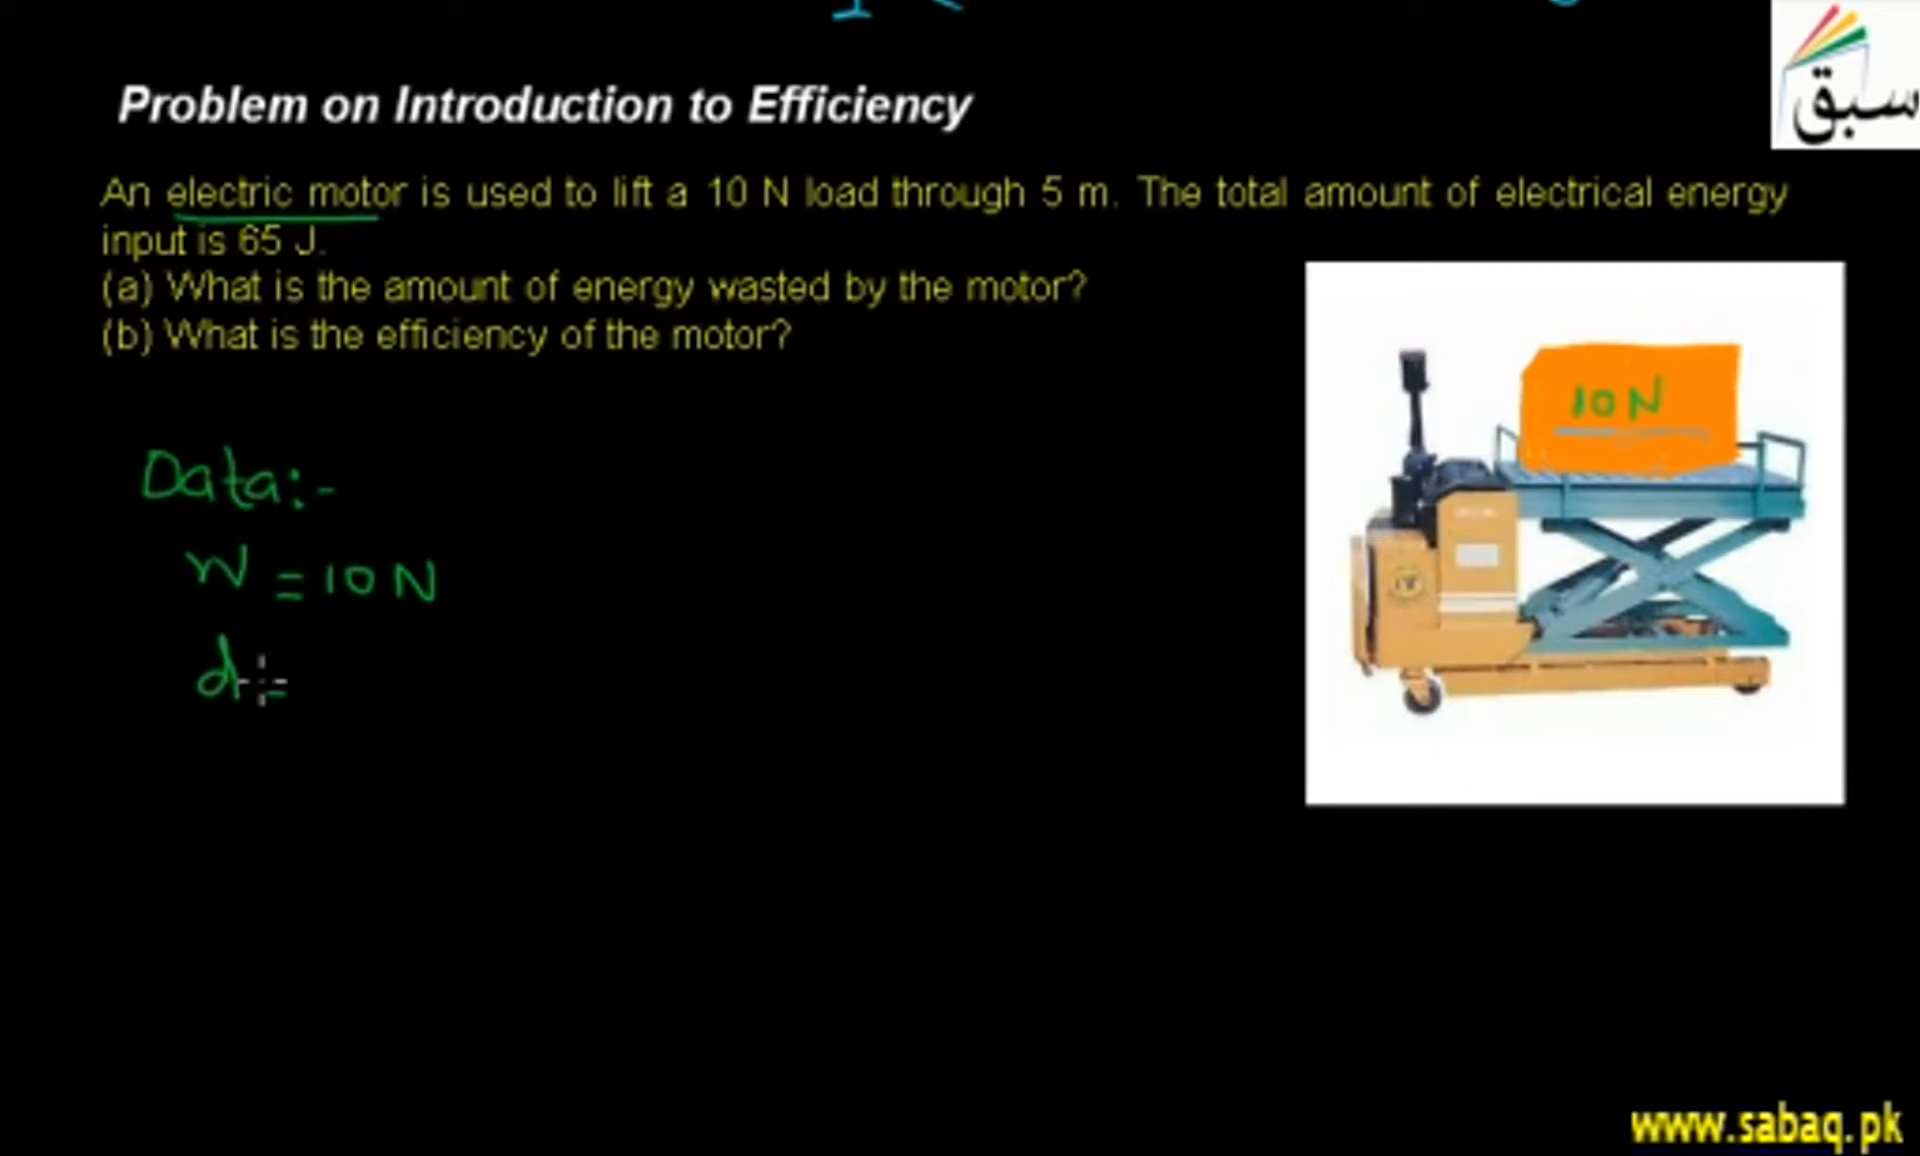 سبق
Problem on Introduction to Efficiency
An electric motor is used to lift a 10 N load through 5 m. The total amount of electrical energy
input is 65 J.
(a) What is the amount of energy wasted by the motor?
(b) What is the efficiency of the motor?
10 N
Data:-
W = 10 N
d =
www.sabaq.pk